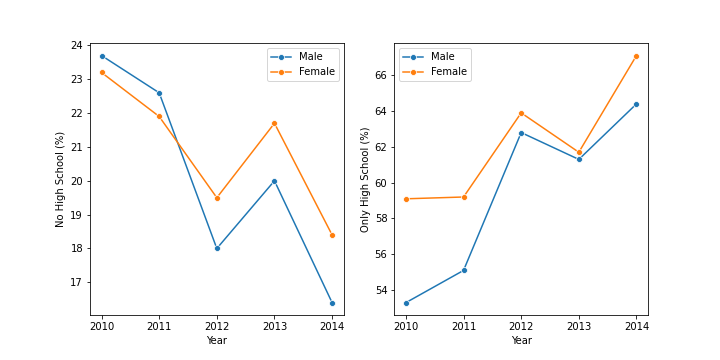 24
23
22
21
20
19
18
17
No High School (%)
2010 2011 2012 2013 2014
Year
Male
Female
66
64
62
60
58
56
54
Only High School (%)
2010 2011 2012 2013 2014
Year
Male
Female